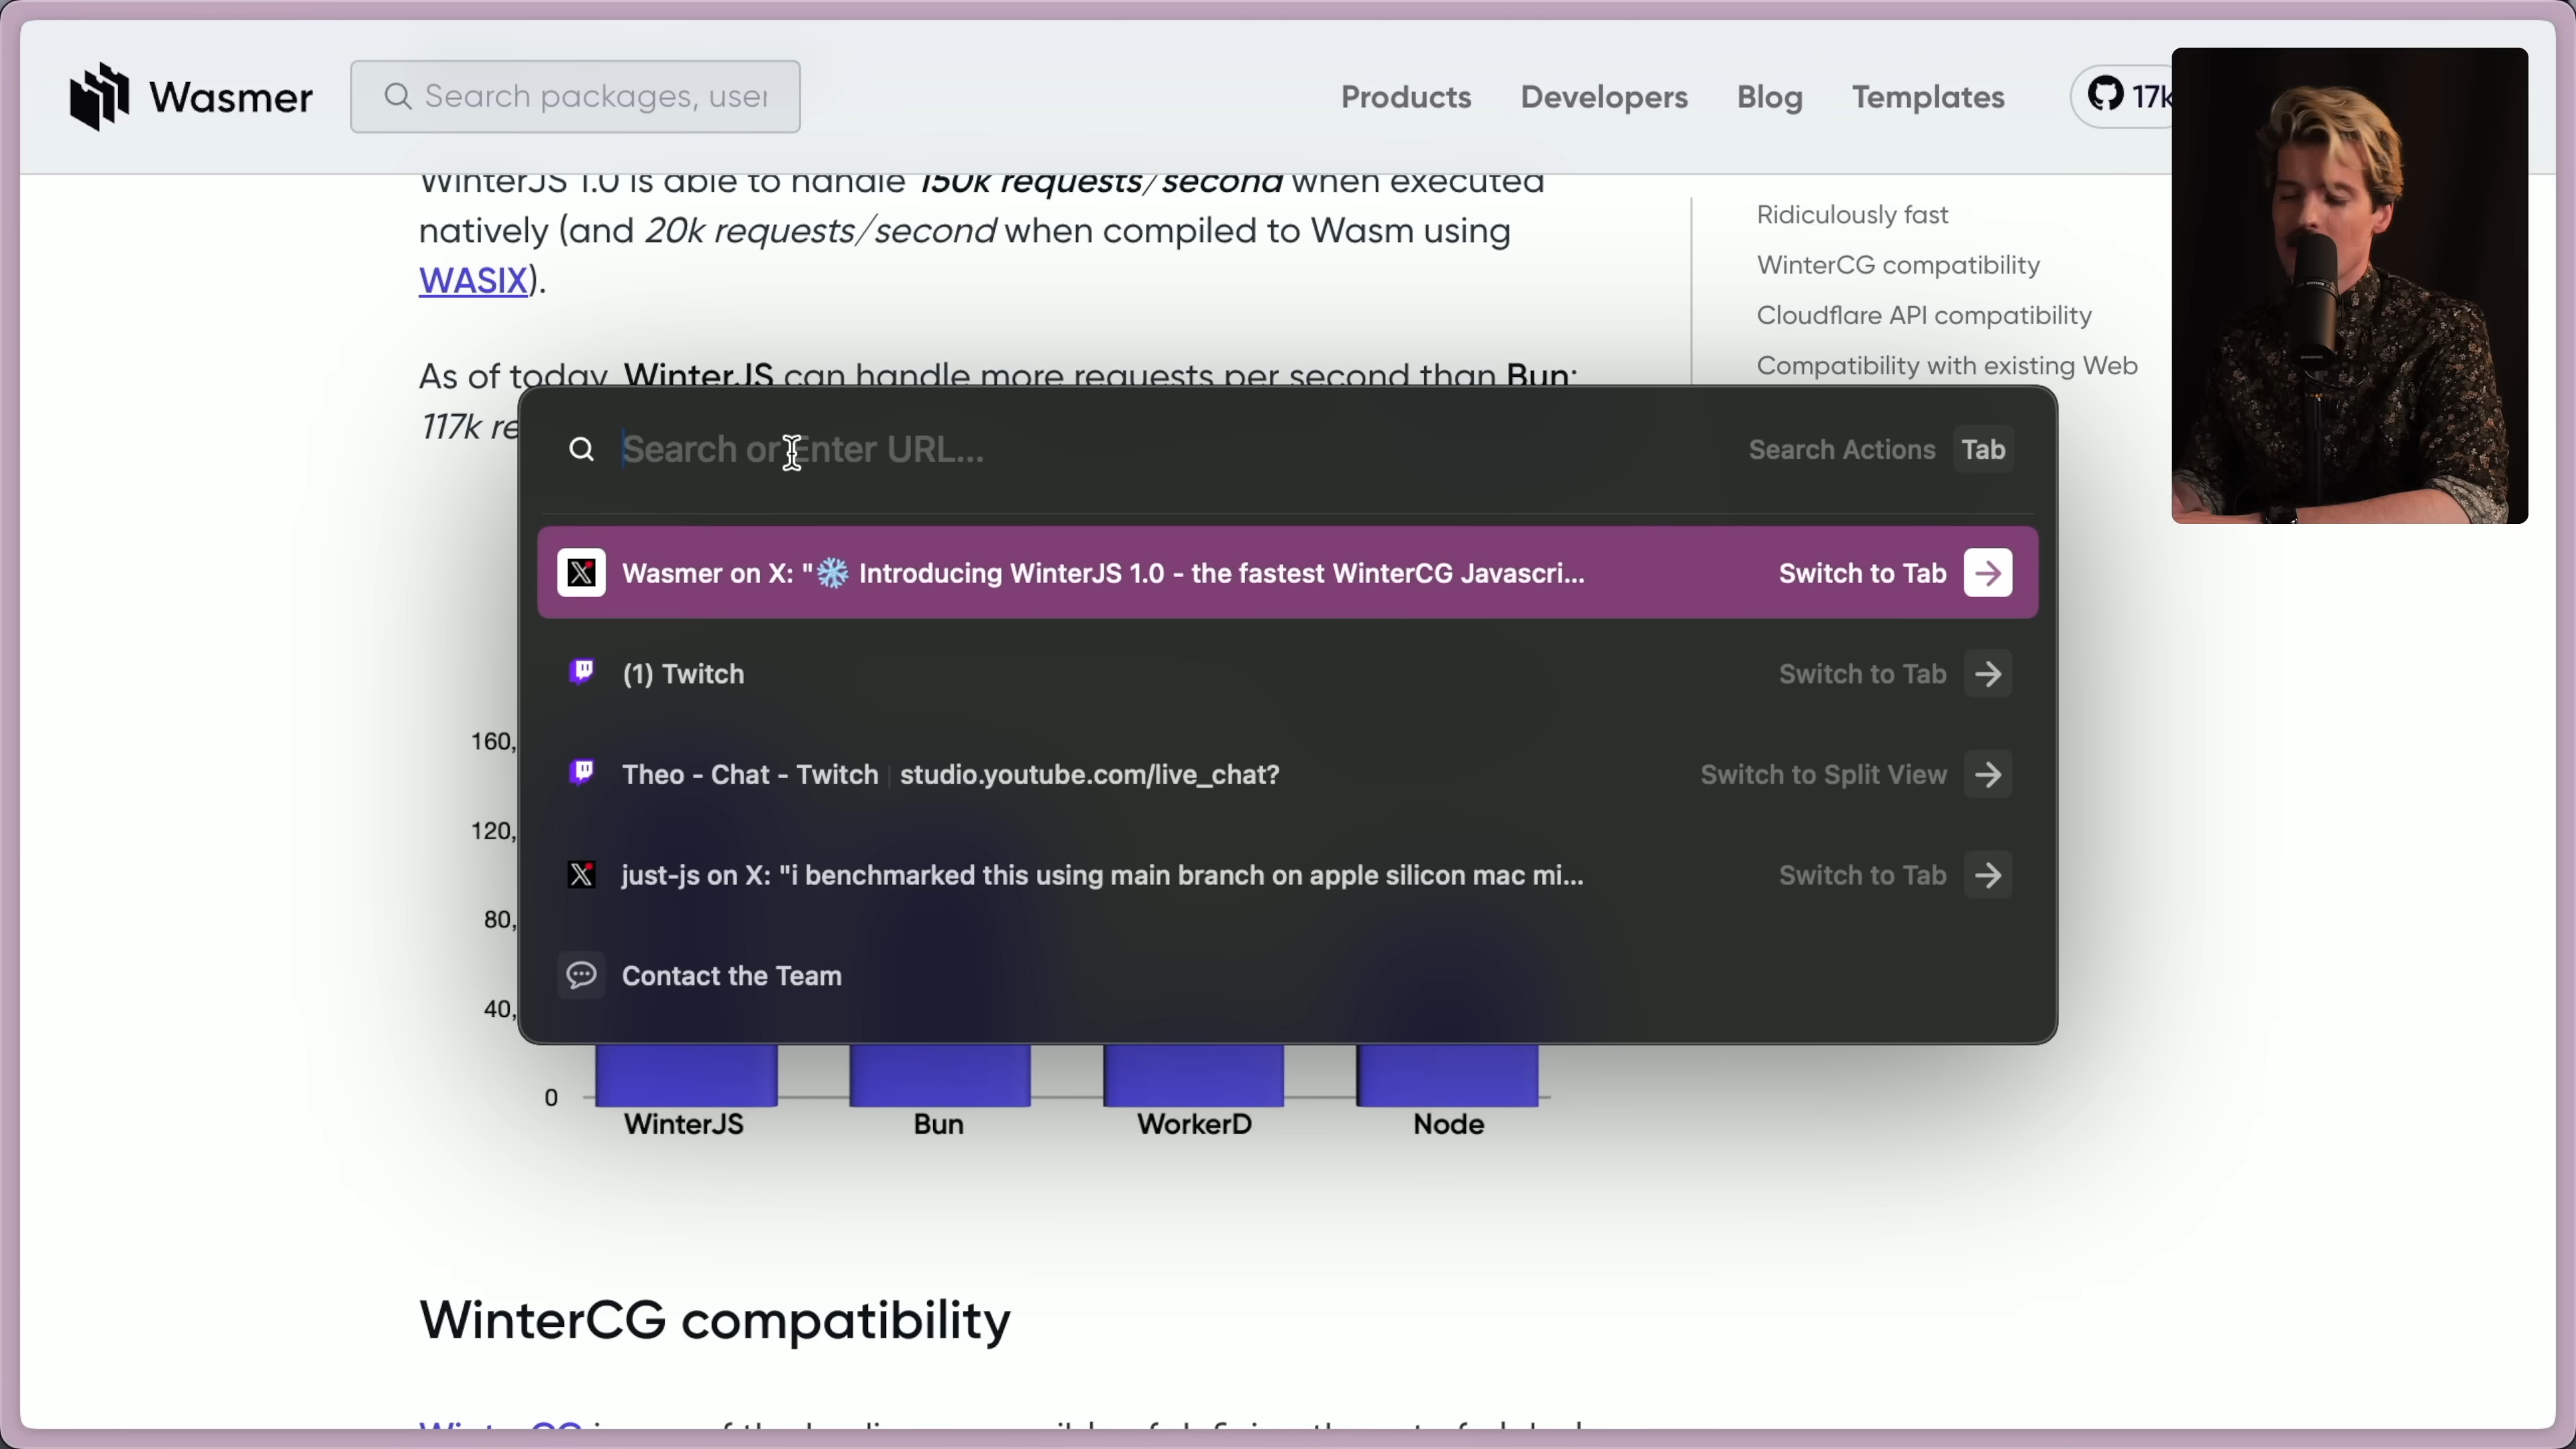 Wasmer
Search packages, user
Products
Developers
Blog
Templates
17k
WinterJS 1.0 is able to handle 150k requests/second when executed
natively (and 20k requests/second when compiled to Wasm using
WASIX).
As of today, WinterJS can handle more requests per second than Bun:
117k re
Ridiculously fast
WinterCG compatibility
Cloudflare API compatibility
Compatibility with existing Web
Search or Enter URL...
Search Actions Tab
Wasmer on X: "❄️ Introducing WinterJS 1.0 - the fastest WinterCG Javascri...
Switch to Tab
(1) Twitch
Switch to Tab
Theo - Chat - Twitch | studio.youtube.com/live_chat?
Switch to Split View
just-js on X: "i benchmarked this using main branch on apple silicon mac mi...
Switch to Tab
Contact the Team
160,
120,
80,
40,
0
WinterJS
Bun
WorkerD
Node
WinterCG compatibility